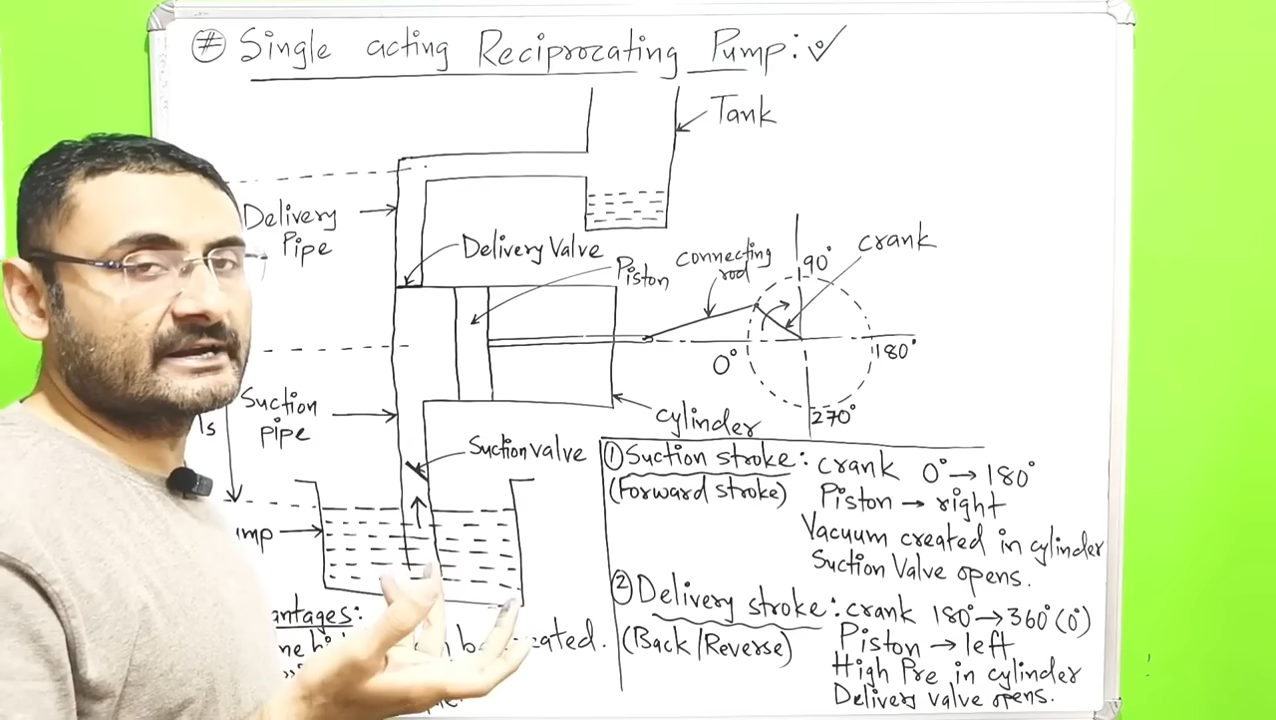 # Single acting Reciprocating Pump:
Tank
Delivery
Pipe
Delivery Valve
Piston
connecting
rod
crank
90°
0°
180°
270°
Suction
pipe
cylinder
Suction valve
① Suction stroke: crank 0° → 180°
(Forward stroke) Piston → right
Vacuum created in cylinder
Suction Valve opens.
② Delivery stroke: crank 180° → 360° (0°)
(Back/Reverse) Piston → left
High Pre in cylinder
Delivery valve opens.